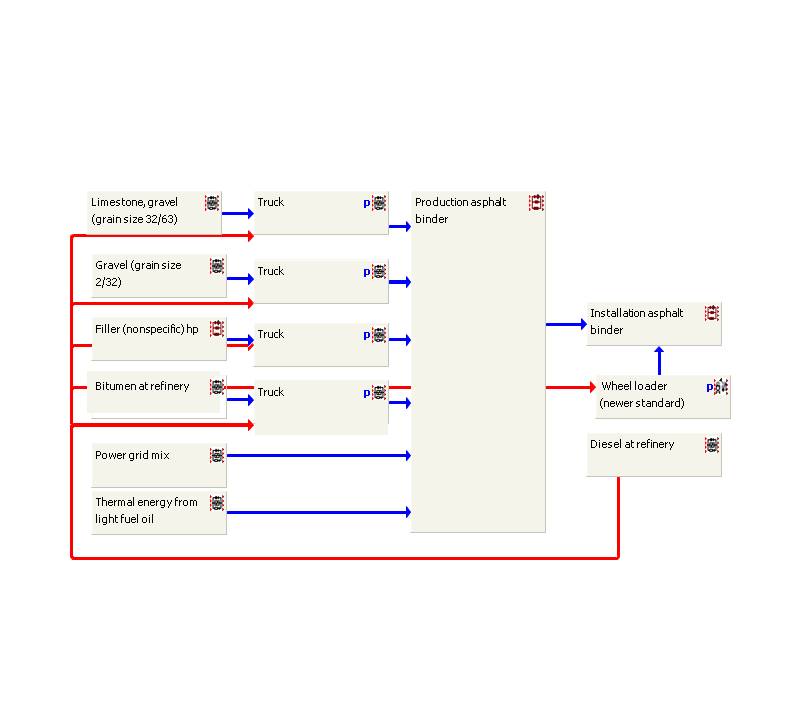 Limestone, gravel
(grain size 32/63)
Truck
p
Production asphalt
binder
Gravel (grain size
2/32)
Truck
p
Filler (nonspecific) hp
Truck
p
Bitumen at refinery
Truck
p
Power grid mix
Thermal energy from
light fuel oil
Installation asphalt
binder
Wheel loader
(newer standard)
p
Diesel at refinery